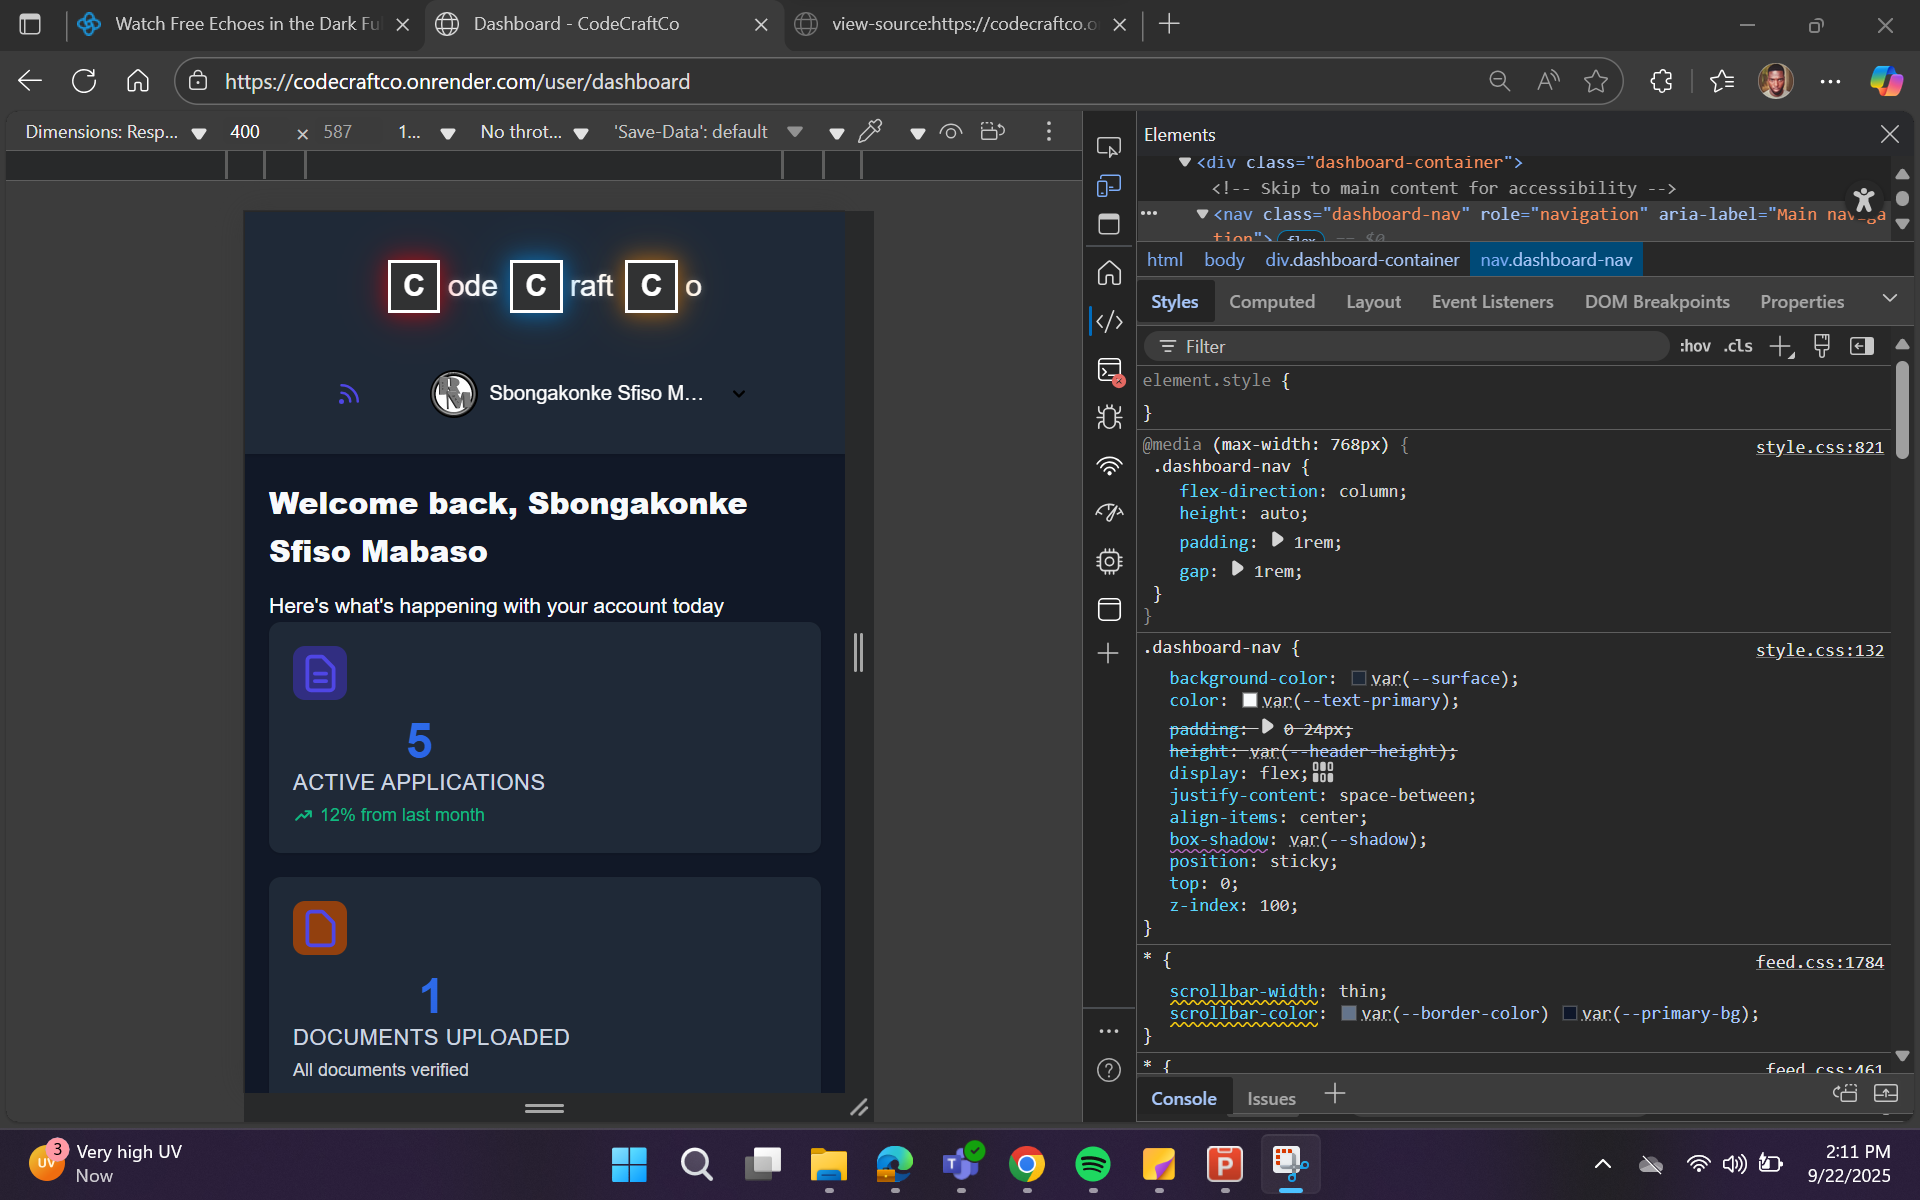 Watch Free Echoes in the Dark Ful
Dashboard - CodeCraftCo
view-source:https://codecraftco.o
https://codecraftco.onrender.com/user/dashboard
Dimensions: Resp... 400 × 587 1... No throt... 'Save-Data': default
C ode C raft C o
Sbongakonke Sfiso M...
Welcome back, Sbongakonke
Sfiso Mabaso
Here's what's happening with your account today
5
ACTIVE APPLICATIONS
12% from last month
1
DOCUMENTS UPLOADED
All documents verified
Elements
<div class="dashboard-container">
<!-- Skip to main content for accessibility -->
<nav class="dashboard-nav" role="navigation" aria-label="Main naviga
tion"> flex == $0
html body div.dashboard-container nav.dashboard-nav
Styles Computed Layout Event Listeners DOM Breakpoints Properties
Filter :hov .cls
element.style {
}
@media (max-width: 768px) { style.css:821
.dashboard-nav {
flex-direction: column;
height: auto;
padding: 1rem;
gap: 1rem;
}
}
.dashboard-nav { style.css:132
background-color: var(--surface);
color: var(--text-primary);
padding: 0 24px;
height: var(--header-height);
display: flex;
justify-content: space-between;
align-items: center;
box-shadow: var(--shadow);
position: sticky;
top: 0;
z-index: 100;
}
* { feed.css:1784
scrollbar-width: thin;
scrollbar-color: var(--border-color) var(--primary-bg);
}
* { feed.css:461
Console Issues
UV 3
Very high UV
Now
T
P
2:11 PM
9/22/2025